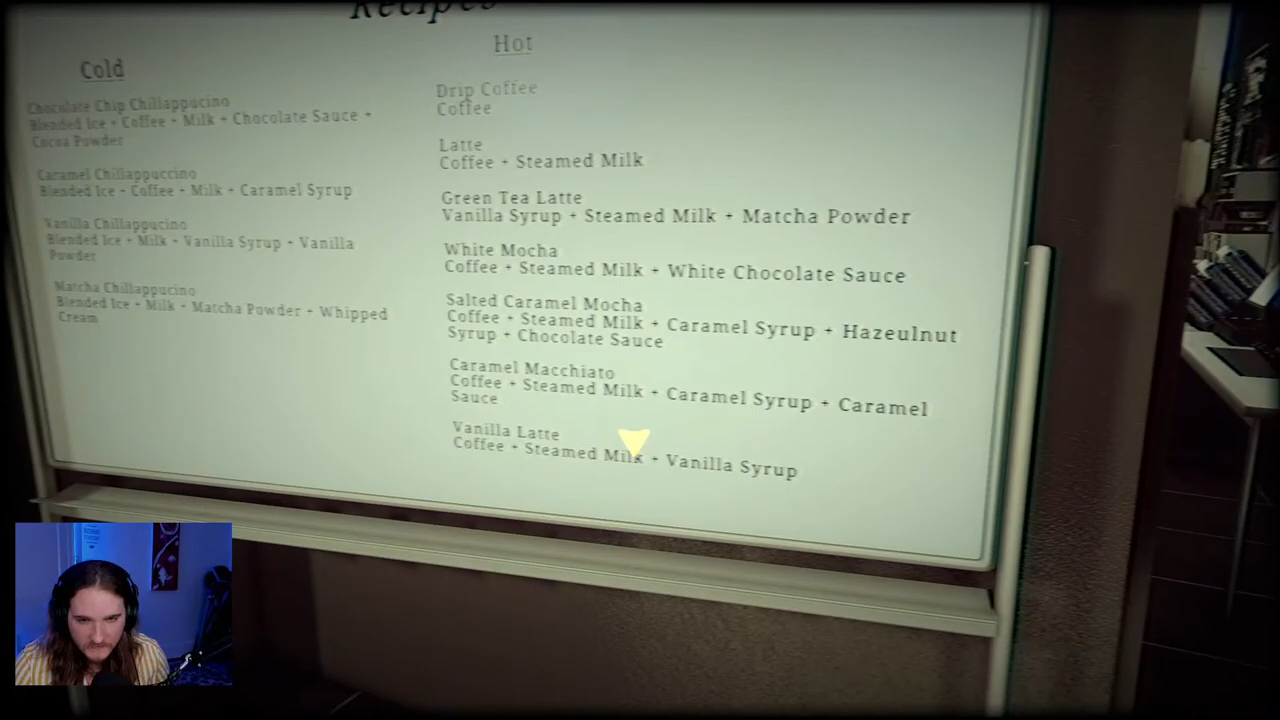 Recipes
Cold
Chocolate Chip Chillappucino
Blended Ice + Coffee + Milk + Chocolate Sauce +
Cocoa Powder
Caramel Chillappuccino
Blended Ice + Coffee + Milk + Caramel Syrup
Vanilla Chillappucino
Blended Ice + Milk + Vanilla Syrup + Vanilla
Powder
Matcha Chillappucino
Blended Ice + Milk + Matcha Powder + Whipped
Cream
Hot
Drip Coffee
Coffee
Latte
Coffee + Steamed Milk
Green Tea Latte
Vanilla Syrup + Steamed Milk + Matcha Powder
White Mocha
Coffee + Steamed Milk + White Chocolate Sauce
Salted Caramel Mocha
Coffee + Steamed Milk + Caramel Syrup + Hazeulnut
Syrup + Chocolate Sauce
Caramel Macchiato
Coffee + Steamed Milk + Caramel Syrup + Caramel
Sauce
Vanilla Latte
Coffee + Steamed Milk + Vanilla Syrup